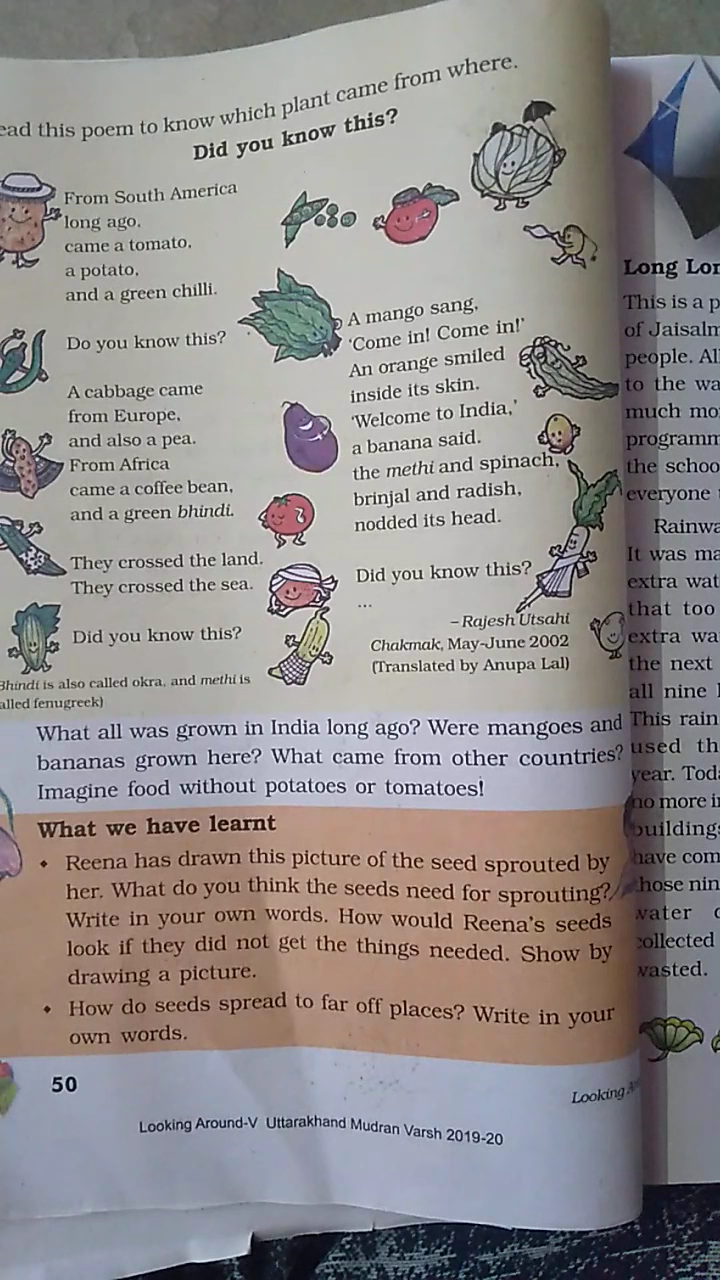 ead this poem to know which plant came from where.
Did you know this?
From South America
long ago,
came a tomato,
a potato,
and a green chilli.
Do you know this?
A cabbage came
from Europe,
and also a pea.
From Africa
came a coffee bean,
and a green bhindi.
They crossed the land.
They crossed the sea.
Did you know this?
A mango sang,
‘Come in! Come in!’
An orange smiled
inside its skin.
‘Welcome to India,’
a banana said.
the methi and spinach,
brinjal and radish,
nodded its head.
Did you know this?
...
– Rajesh Utsahi
Chakmak, May-June 2002
(Translated by Anupa Lal)
Bhindi is also called okra, and methi is
alled fenugreek)
What all was grown in India long ago? Were mangoes and
bananas grown here? What came from other countries?
Imagine food without potatoes or tomatoes!
What we have learnt
• Reena has drawn this picture of the seed sprouted by
her. What do you think the seeds need for sprouting?
Write in your own words. How would Reena’s seeds
look if they did not get the things needed. Show by
drawing a picture.
• How do seeds spread to far off places? Write in your
own words.
50
Looking
Looking Around-V Uttarakhand Mudran Varsh 2019-20
Long Lon
This is a p
of Jaisalm
people. All
to the wa
much mo
programm
the schoo
everyone
Rainwa
It was ma
extra wat
that too
extra wa
the next
all nine
This rain
used th
year. Toda
no more i
buildings
have com
those nin
water
collected
wasted.